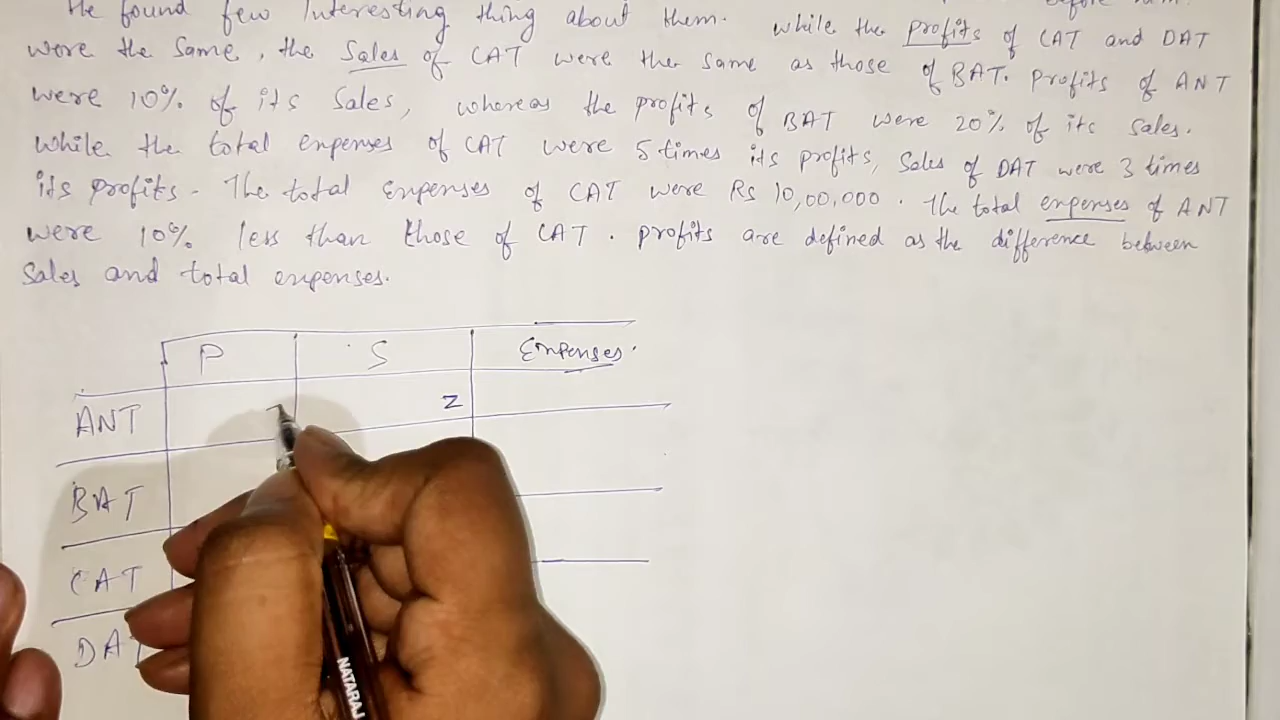 He found few Interesting thing about them. while the profits of CAT and DAT
were the same, the Sales of CAT were the same as those of BAT. Profits of ANT
were 10% of its Sales, whereas the profits of BAT were 20% of its sales.
while the total expenses of CAT were 5 times its profits, Sales of DAT were 3 times
its profits. The total expenses of CAT were Rs 10,00,000. The total expenses of ANT
were 10% less than those of CAT. profits are defined as the difference between
Sales and total expenses.
P S Expenses.
ANT z
BAT
CAT
DAT
NATARAJ